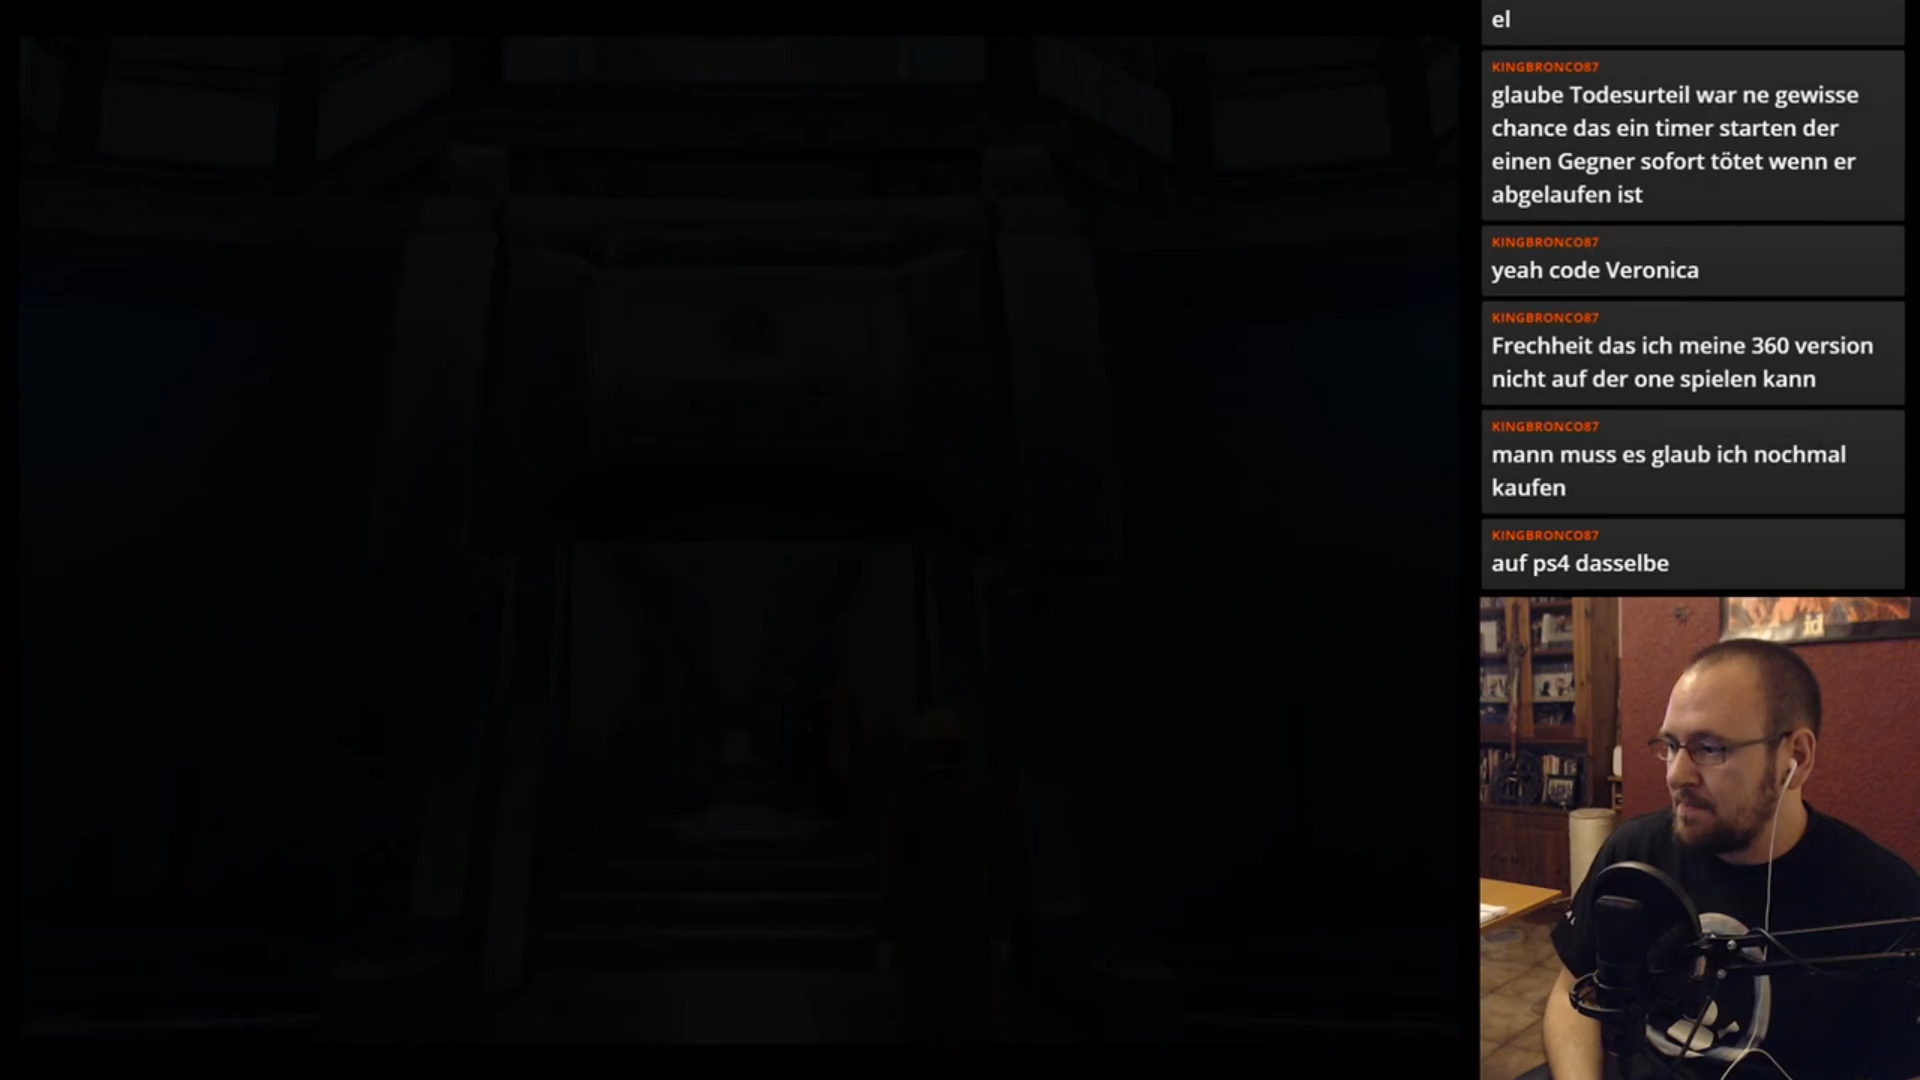 el
KINGBRONCO87
glaube Todesurteil war ne gewisse
chance das ein timer starten der
einen Gegner sofort tötet wenn er
abgelaufen ist
KINGBRONCO87
yeah code Veronica
KINGBRONCO87
Frechheit das ich meine 360 version
nicht auf der one spielen kann
KINGBRONCO87
mann muss es glaub ich nochmal
kaufen
KINGBRONCO87
auf ps4 dasselbe
id